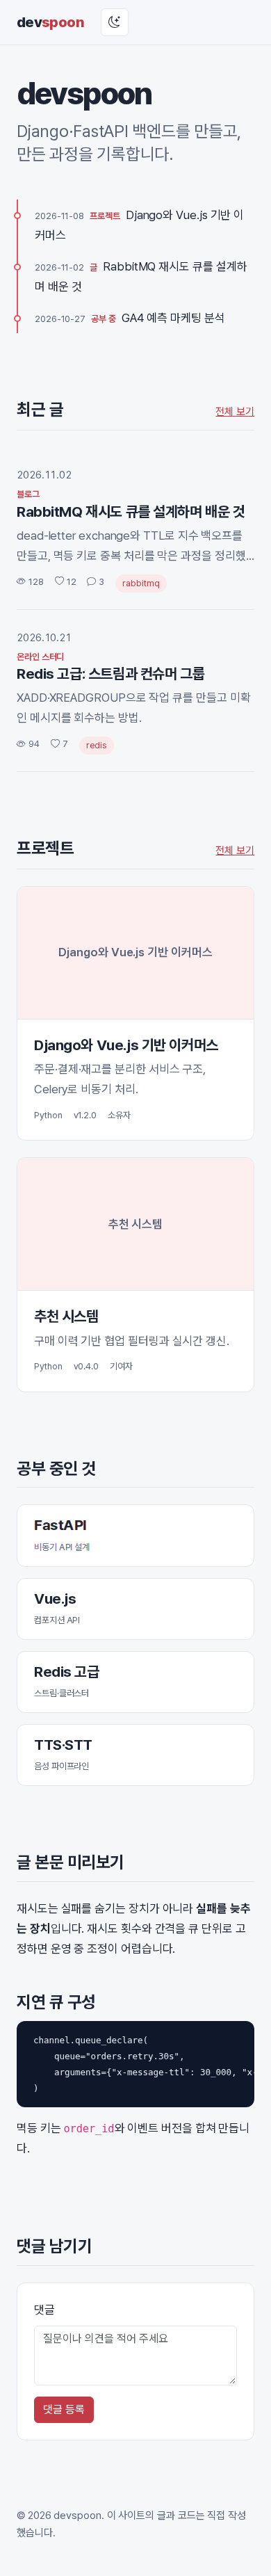 devspoon
devspoon
Django·FastAPI 백엔드를 만들고,
만든 과정을 기록합니다.
2026-11-08 프로젝트 Django와 Vue.js 기반 이
커머스
2026-11-02 글 RabbitMQ 재시도 큐를 설계하
며 배운 것
2026-10-27 공부 중 GA4 예측 마케팅 분석
최근 글 전체 보기
2026.11.02
블로그
RabbitMQ 재시도 큐를 설계하며 배운 것
dead-letter exchange와 TTL로 지수 백오프를
만들고, 멱등 키로 중복 처리를 막은 과정을 정리했...
128 12 3 rabbitmq
2026.10.21
온라인 스터디
Redis 고급: 스트림과 컨슈머 그룹
XADD·XREADGROUP으로 작업 큐를 만들고 미확
인 메시지를 회수하는 방법.
94 7 redis
프로젝트 전체 보기
Django와 Vue.js 기반 이커머스
Django와 Vue.js 기반 이커머스
주문·결제·재고를 분리한 서비스 구조,
Celery로 비동기 처리.
Python v1.2.0 소유자
추천 시스템
추천 시스템
구매 이력 기반 협업 필터링과 실시간 갱신.
Python v0.4.0 기여자
공부 중인 것
FastAPI
비동기 API 설계
Vue.js
컴포지션 API
Redis 고급
스트림·클러스터
TTS·STT
음성 파이프라인
글 본문 미리보기
재시도는 실패를 숨기는 장치가 아니라 실패를 늦추
는 장치입니다. 재시도 횟수와 간격을 큐 단위로 고
정하면 운영 중 조정이 어렵습니다.
지연 큐 구성
channel.queue_declare(
queue="orders.retry.30s",
arguments={"x-message-ttl": 30_000, "x-
)
멱등 키는 order_id와 이벤트 버전을 합쳐 만듭니
다.
댓글 남기기
댓글
질문이나 의견을 적어 주세요
댓글 등록
© 2026 devspoon. 이 사이트의 글과 코드는 직접 작성
했습니다.